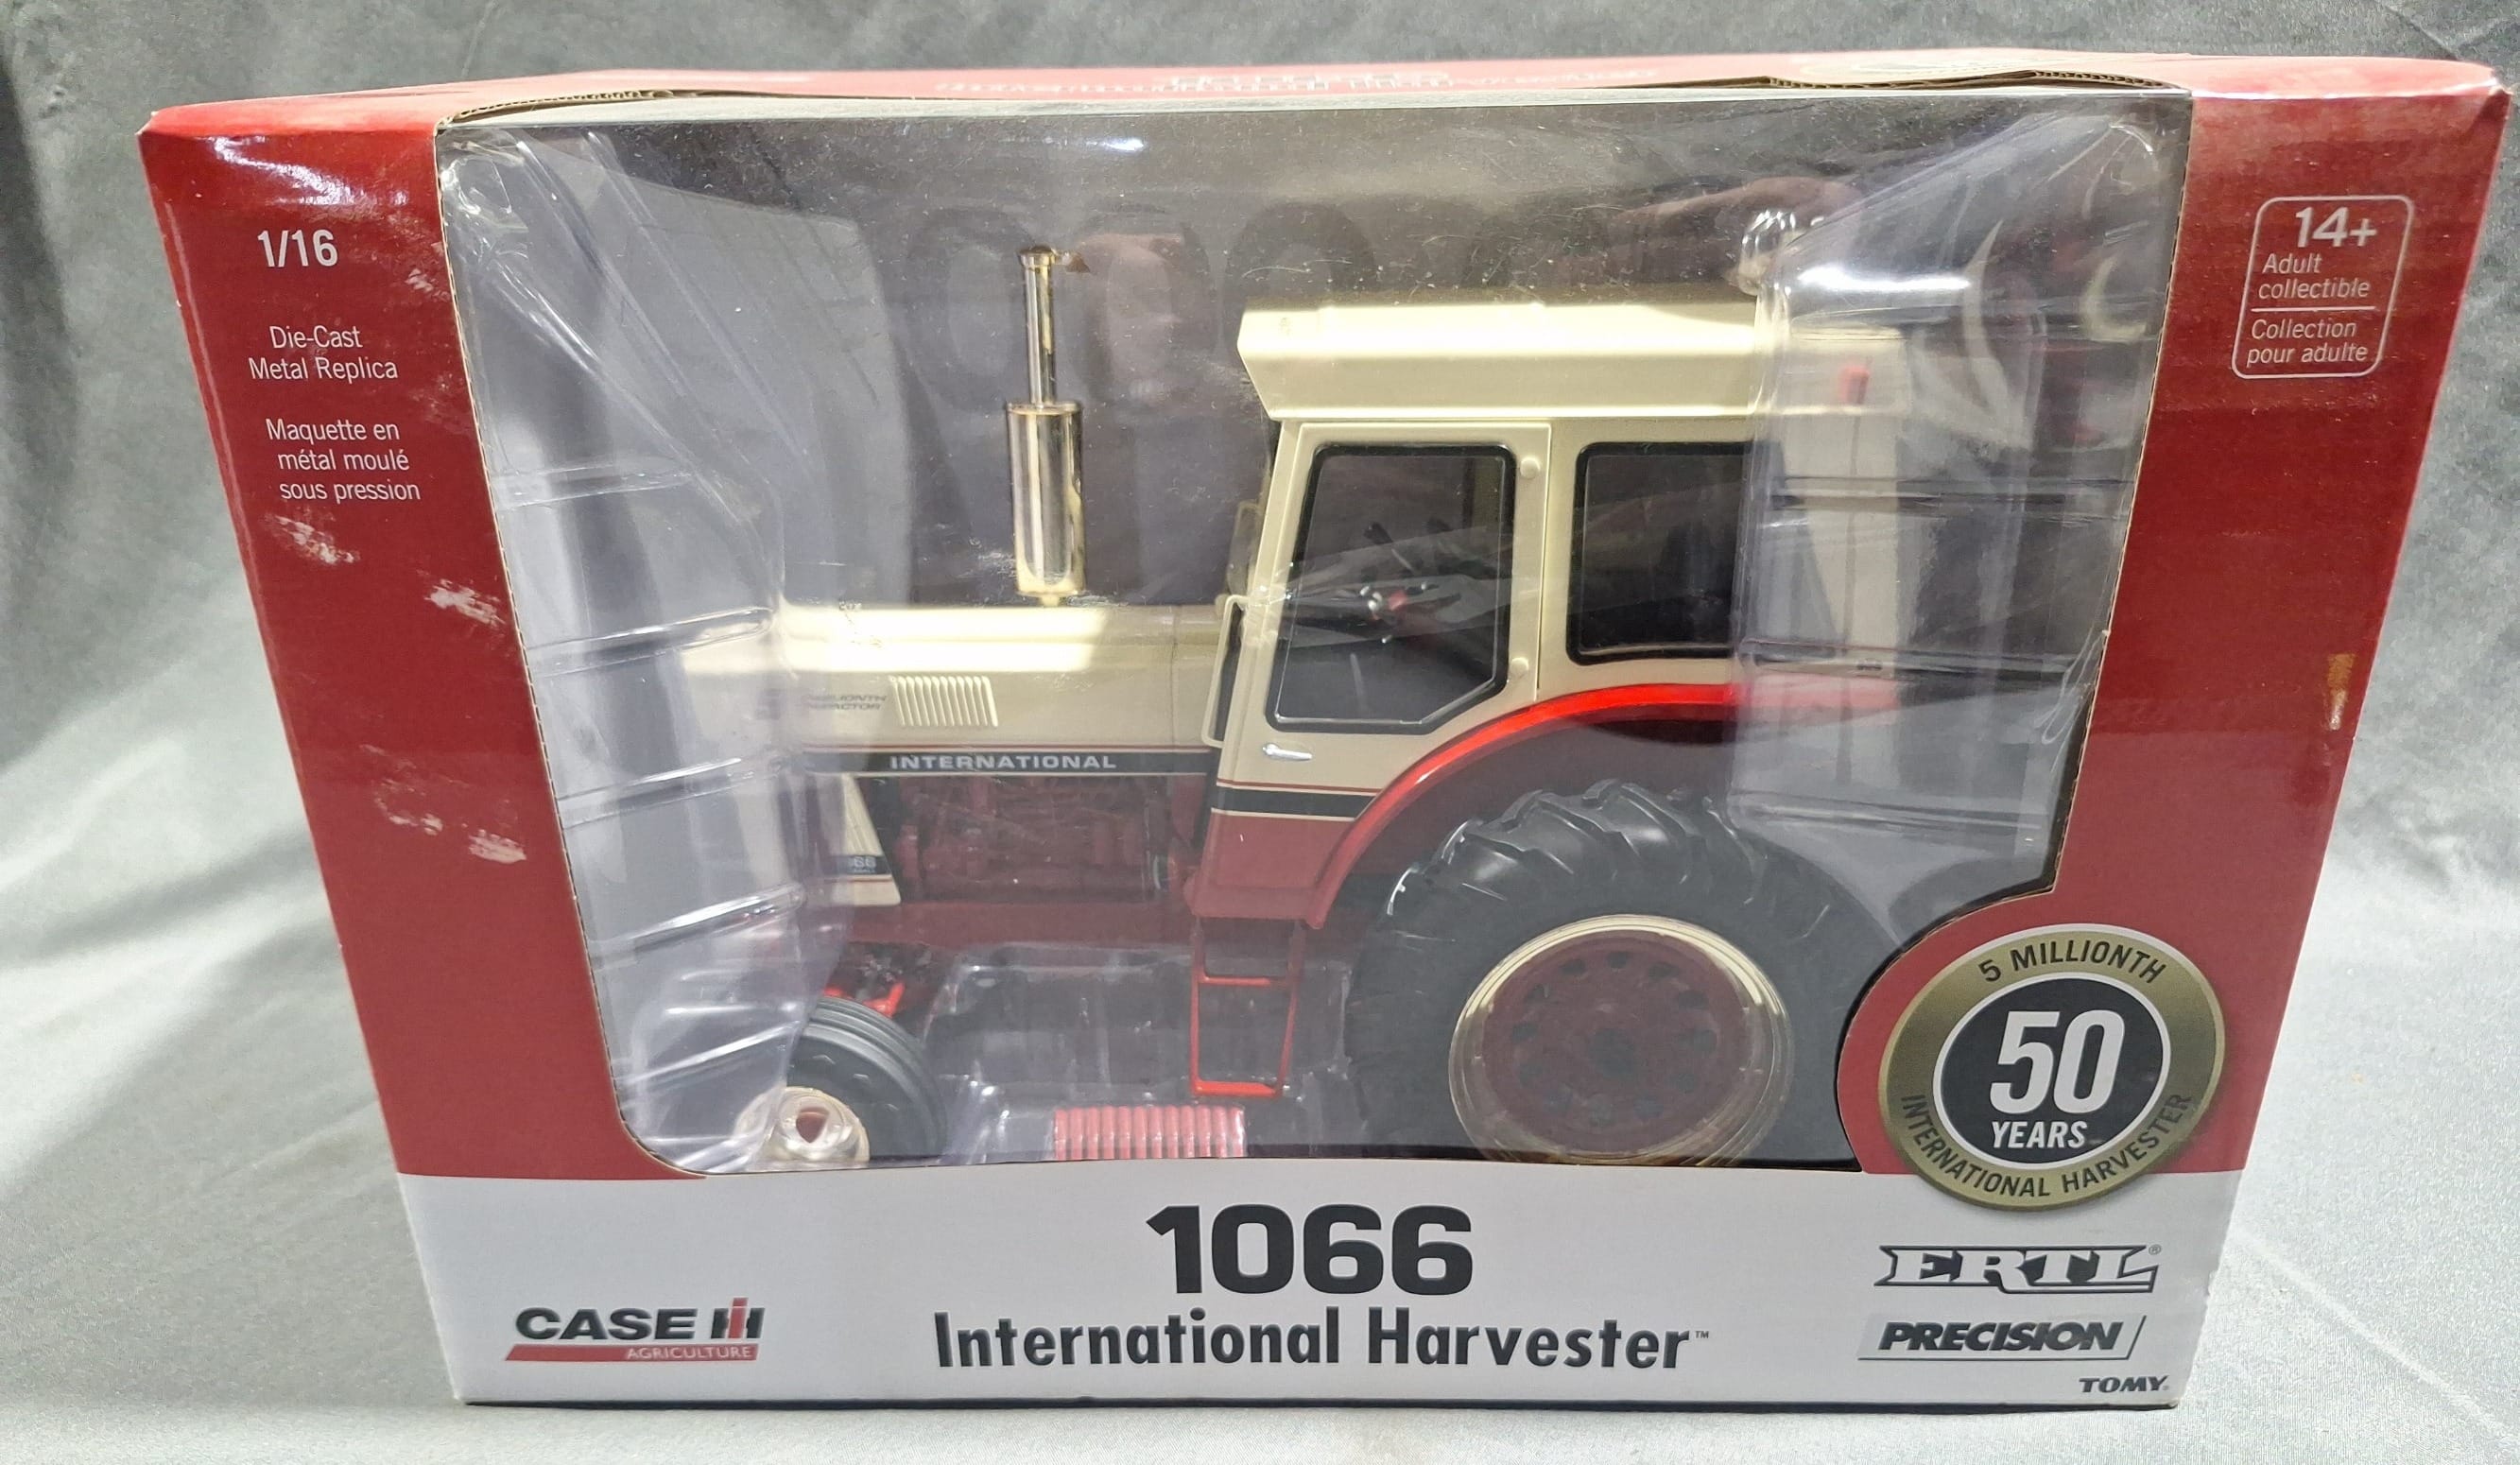 1/16
Die-Cast
Metal Replica
Maquette en
métal moulé
sous pression
14+
Adult
collectible
Collection
pour adulte
INTERNATIONAL
66
5 MILLIONTH
50
YEARS
INTERNATIONAL HARVESTER
1066
International Harvester™
CASE IH
AGRICULTURE
ERTL®
PRECISION
TOMY